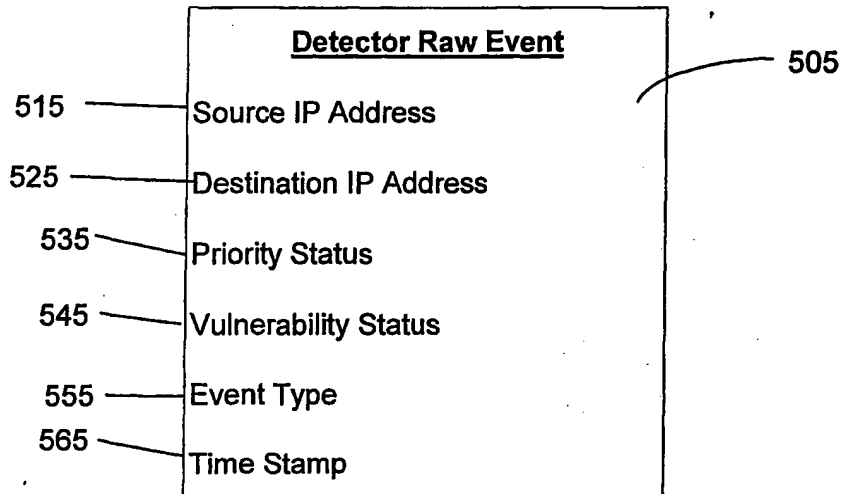 Detector Raw Event
505
515 Source IP Address
525 Destination IP Address
535 Priority Status
545 Vulnerability Status
555 Event Type
565 Time Stamp